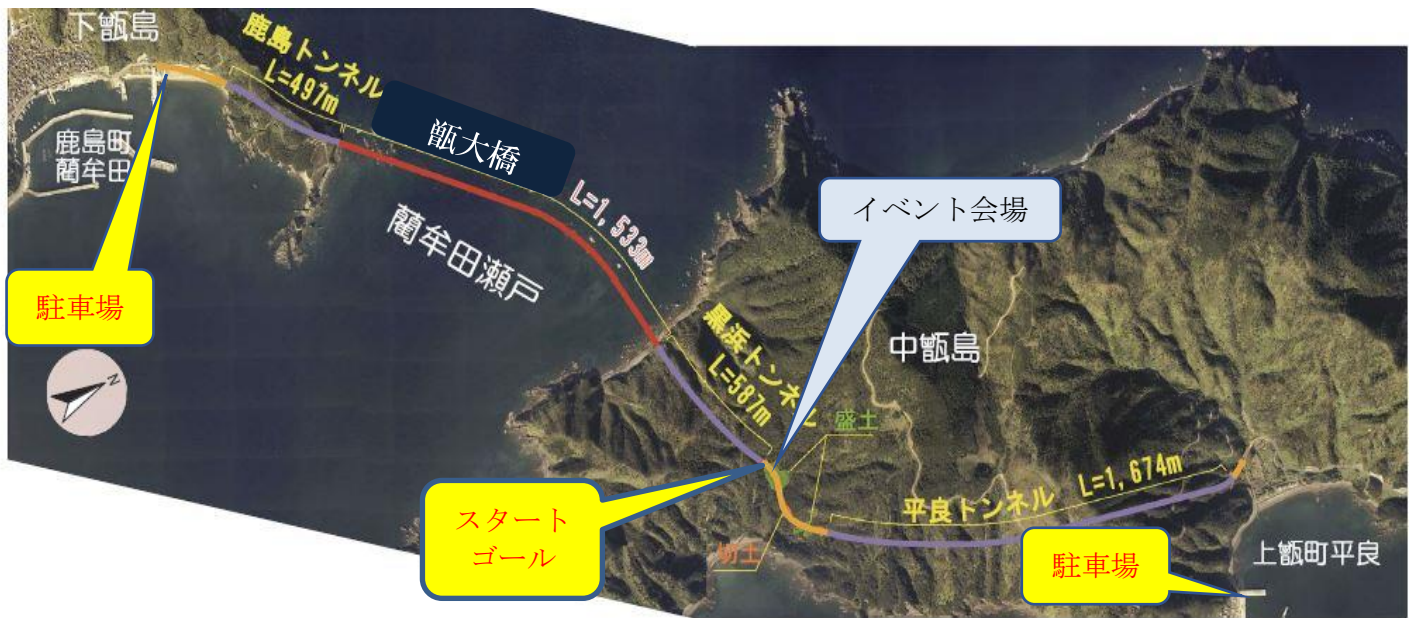 下甑島
鹿島トンネル
L=497m
甑大橋
鹿島町
藺牟田
L=1,533m
藺牟田瀬戸
イベント会場
駐車場
N
黒浜トンネル
L=587m
中甑島
盛土
平良トンネル L=1,674m
スタート
ゴール
切土
駐車場
上甑町平良